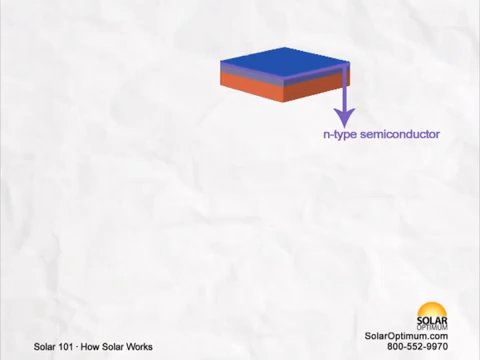 n-type semiconductor
SOLAR
OPTIMUM
SolarOptimum.com
Solar 101 · How Solar Works
800-552-9970